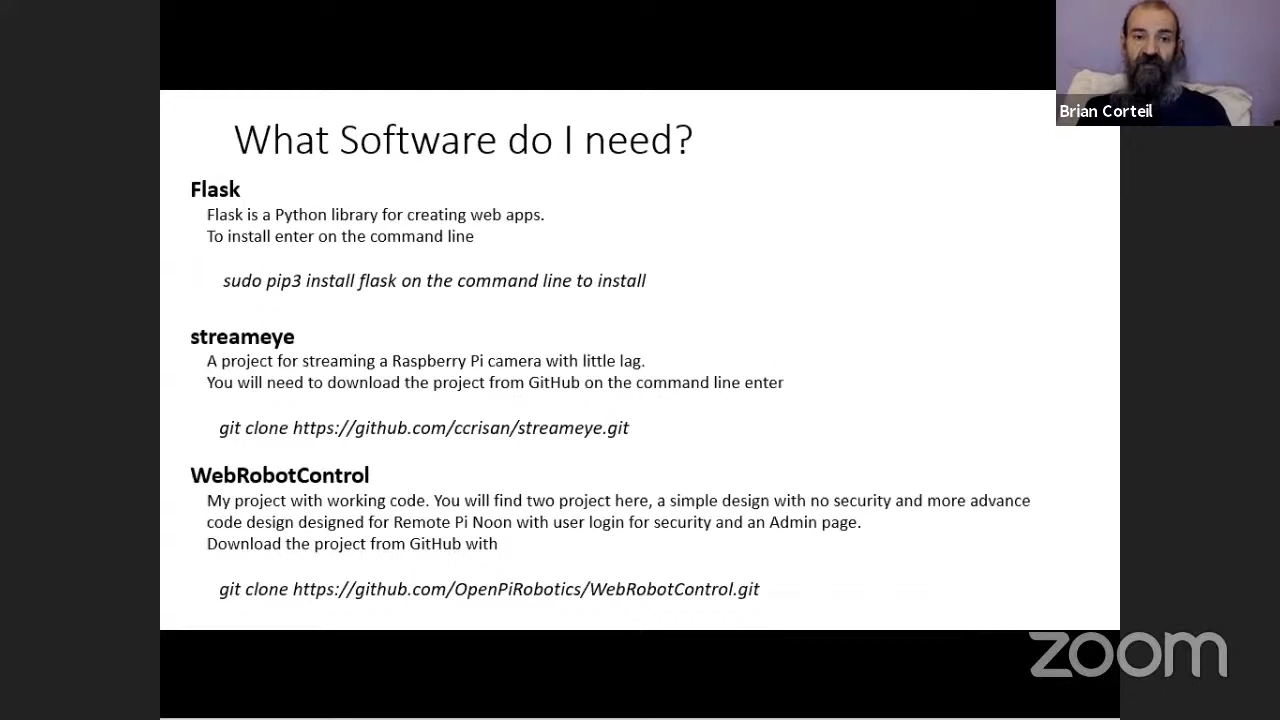 Brian Corteil
What Software do I need?
Flask
Flask is a Python library for creating web apps.
To install enter on the command line
sudo pip3 install flask on the command line to install
streameye
A project for streaming a Raspberry Pi camera with little lag.
You will need to download the project from GitHub on the command line enter
git clone https://github.com/ccrisan/streameye.git
WebRobotControl
My project with working code. You will find two project here, a simple design with no security and more advance
code design designed for Remote Pi Noon with user login for security and an Admin page.
Download the project from GitHub with
git clone https://github.com/OpenPiRobotics/WebRobotControl.git
zoom